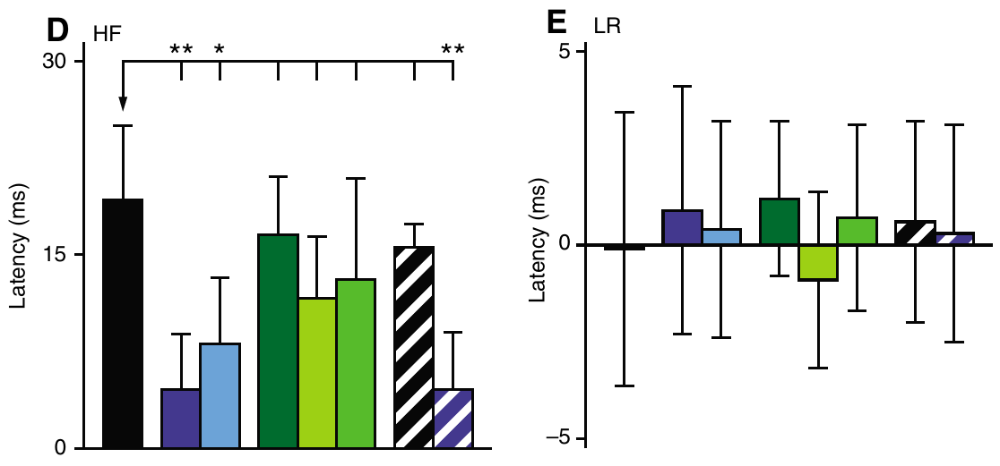 D HF
** * **
30
15
0
Latency (ms)
E LR
5
0
–5
Latency (ms)